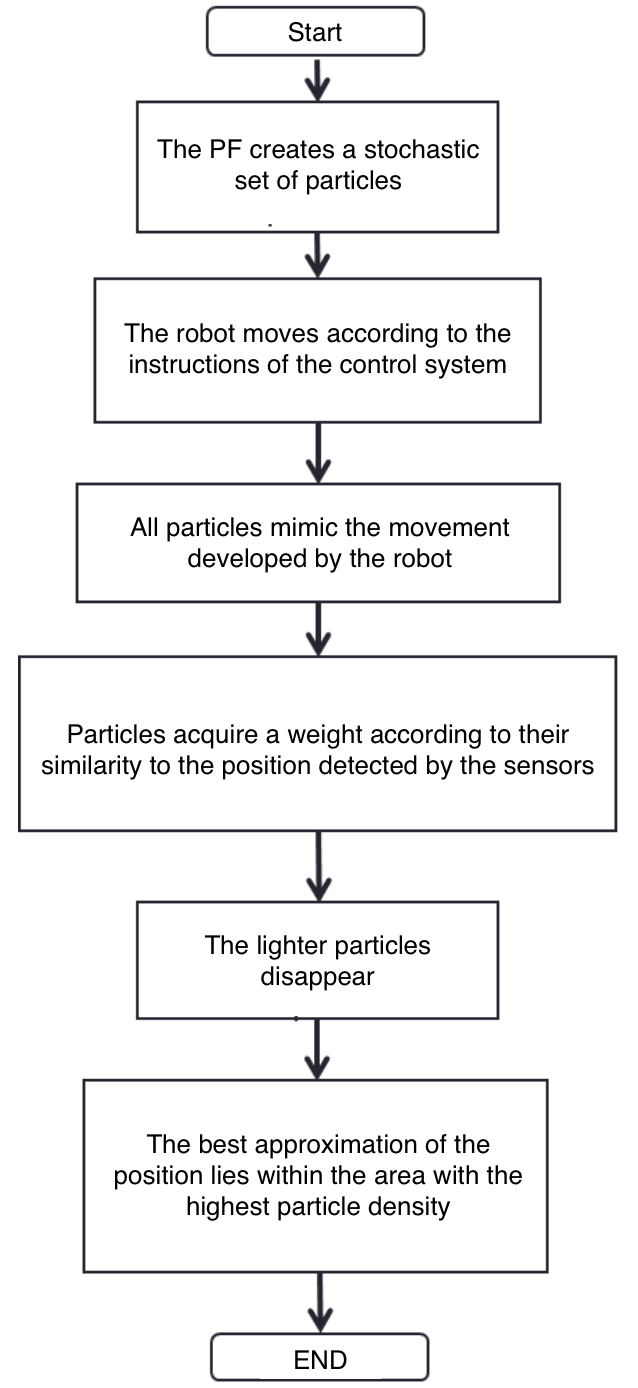 Start
The PF creates a stochastic
set of particles
The robot moves according to the
instructions of the control system
All particles mimic the movement
developed by the robot
Particles acquire a weight according to their
similarity to the position detected by the sensors
The lighter particles
disappear
The best approximation of the
position lies within the area with the
highest particle density
END